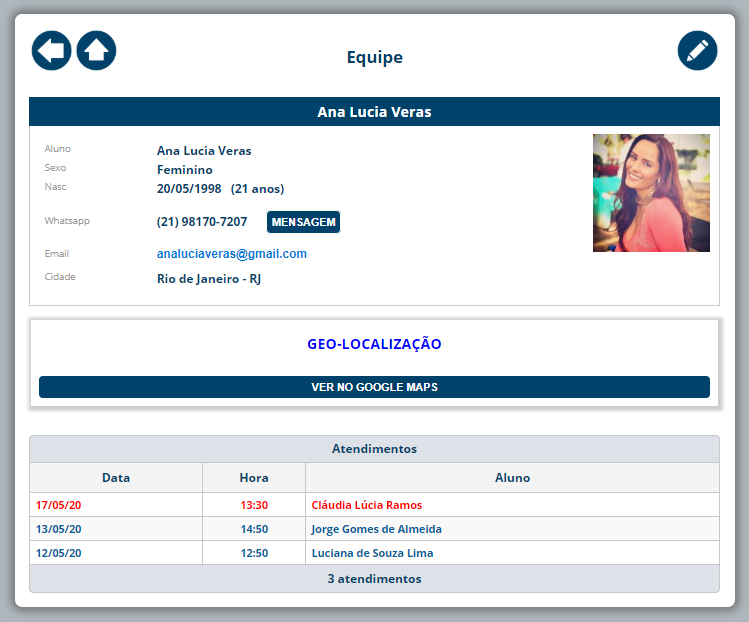 Equipe
Ana Lucia Veras
Aluno Ana Lucia Veras
Sexo Feminino
Nasc 20/05/1998 (21 anos)
Whatsapp (21) 98170-7207 MENSAGEM
Email analuciaveras@gmail.com
Cidade Rio de Janeiro - RJ
GEO-LOCALIZAÇÃO
VER NO GOOGLE MAPS
Atendimentos
Data Hora Aluno
17/05/20 13:30 Cláudia Lúcia Ramos
13/05/20 14:50 Jorge Gomes de Almeida
12/05/20 12:50 Luciana de Souza Lima
3 atendimentos